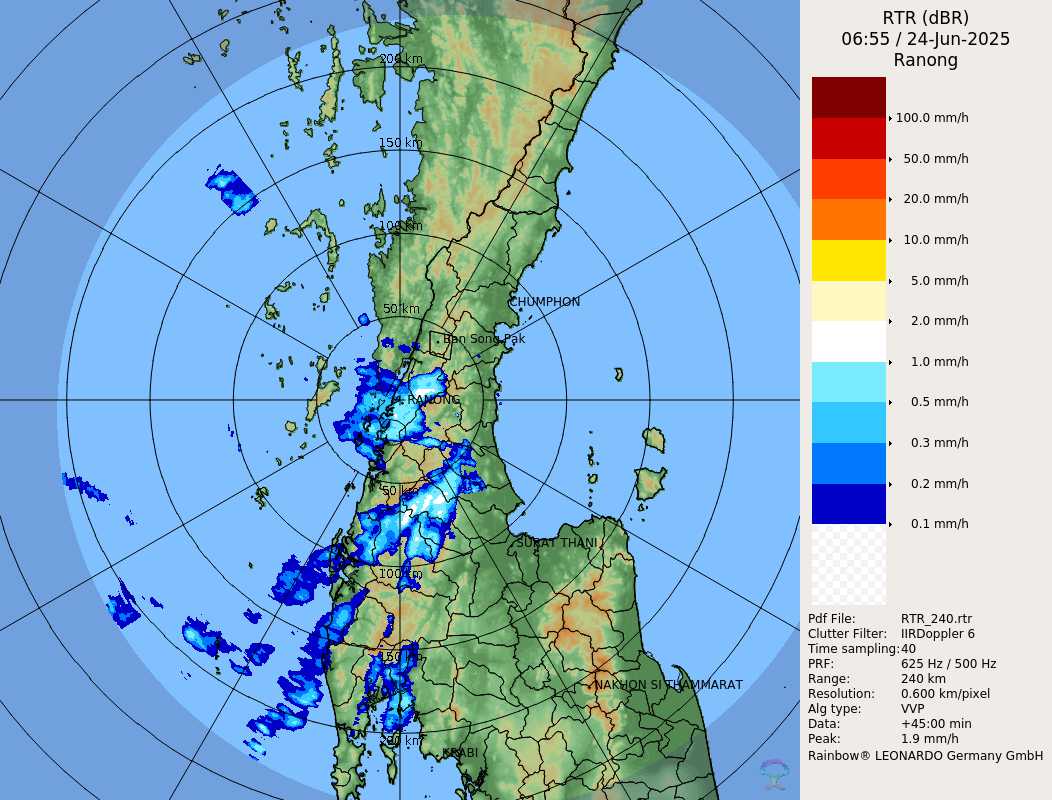 RTR (dBR)
06:55 / 24-Jun-2025
Ranong
200 km
150 km
100 km
50 km
CHUMPHON
Ban Song Pak
RANONG
50 km
SURAT THANI
100 km
150 km
NAKHON SI THAMMARAT
200 km
KRABI
100.0 mm/h
50.0 mm/h
20.0 mm/h
10.0 mm/h
5.0 mm/h
2.0 mm/h
1.0 mm/h
0.5 mm/h
0.3 mm/h
0.2 mm/h
0.1 mm/h
Pdf File: RTR_240.rtr
Clutter Filter: IIRDoppler 6
Time sampling:40
PRF: 625 Hz / 500 Hz
Range: 240 km
Resolution: 0.600 km/pixel
Alg type: VVP
Data: +45:00 min
Peak: 1.9 mm/h
Rainbow® LEONARDO Germany GmbH